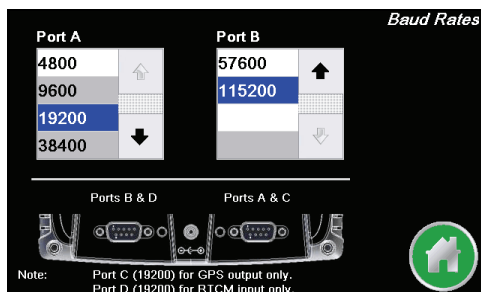 Baud Rates
Port A
4800
9600
19200
38400
Port B
57600
115200
Ports B & D
Ports A & C
Note:
Port C (19200) for GPS output only.
Port D (19200) for RTCM input only.